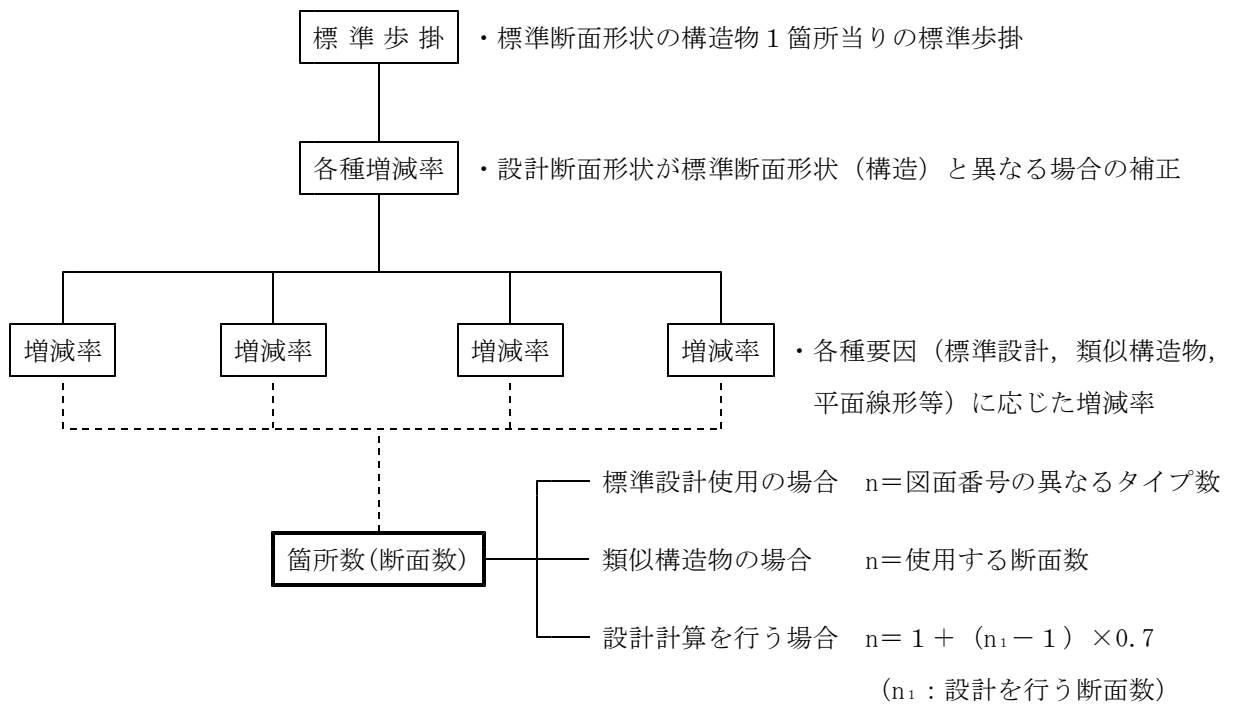 標 準 歩 掛 ・標準断面形状の構造物１箇所当りの標準歩掛
各種増減率 ・設計断面形状が標準断面形状（構造）と異なる場合の補正
増減率 増減率 増減率 増減率 ・各種要因（標準設計，類似構造物，
平面線形等）に応じた増減率
標準設計使用の場合 n＝図面番号の異なるタイプ数
箇所数(断面数) 類似構造物の場合 n＝使用する断面数
設計計算を行う場合 n＝１＋（n₁－１）×0.7
（n₁：設計を行う断面数）